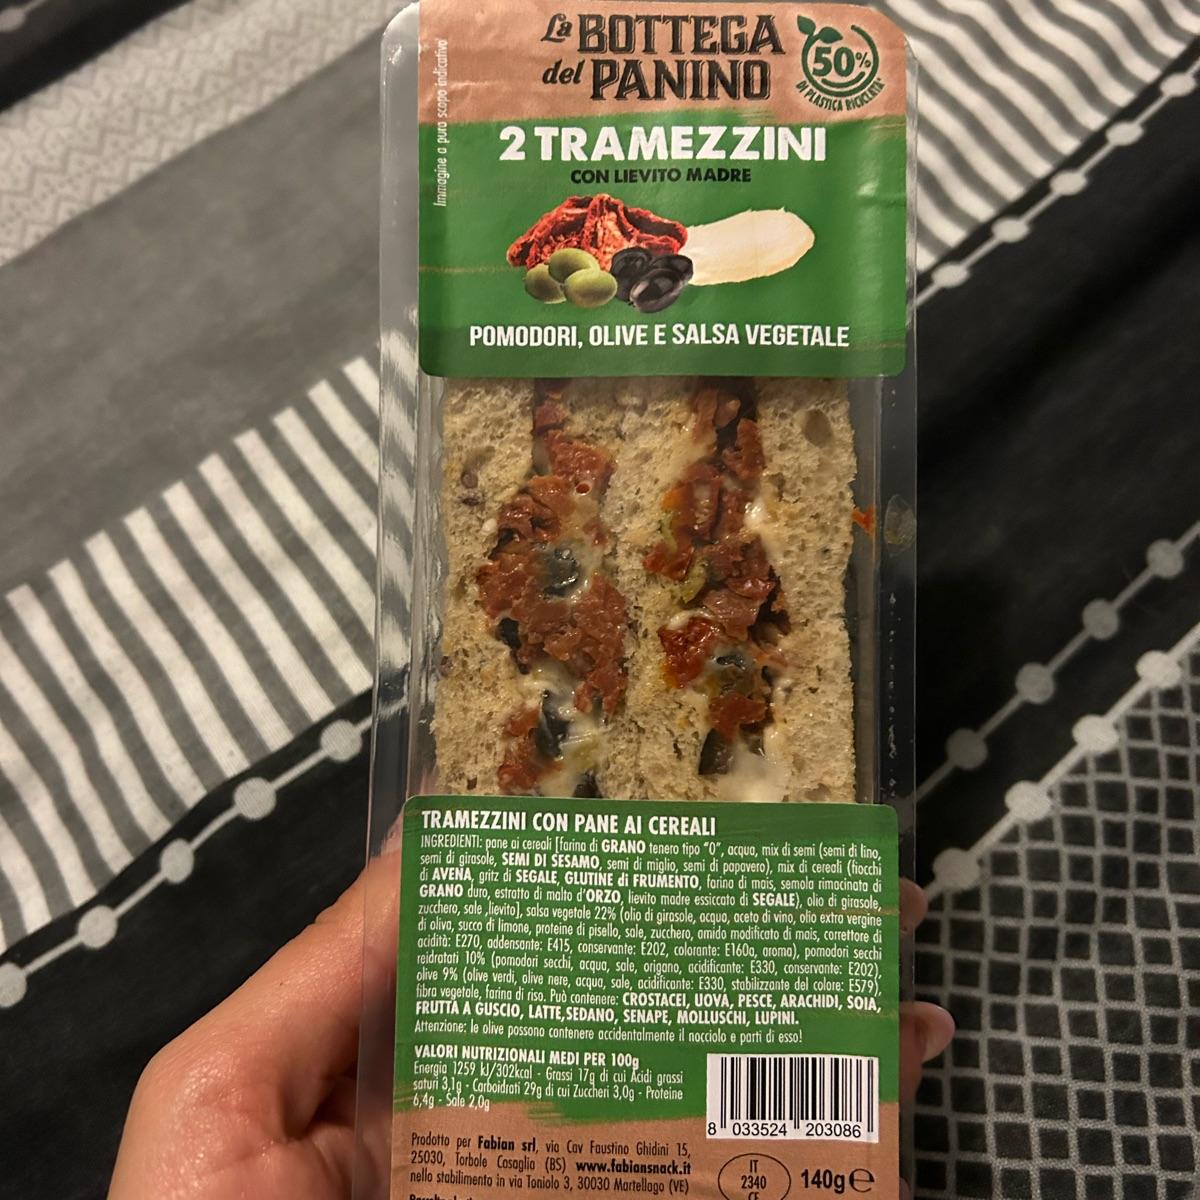 La BOTTEGA
del PANINO
50%
DI PLASTICA RICICLATA*
Immagine a puro scopo indicativo
2 TRAMEZZINI
CON LIEVITO MADRE
POMODORI, OLIVE E SALSA VEGETALE
TRAMEZZINI CON PANE AI CEREALI
INGREDIENTI: pane ai cereali [farina di GRANO tenero tipo "0", acqua, mix di semi (semi di lino,
semi di girasole, SEMI DI SESAMO, semi di miglio, semi di papavero), mix di cereali (fiocchi
di AVENA, gritz di SEGALE, GLUTINE di FRUMENTO, farina di mais, semola rimacinata di
GRANO duro, estratto di malto d'ORZO, lievito madre essiccato di SEGALE), olio di girasole,
zucchero, sale ,lievito], salsa vegetale 22% (olio di girasole, acqua, aceto di vino, olio extra vergine
di oliva, succo di limone, proteine di pisello, sale, zucchero, amido modificato di mais, correttore di
acidità: E270, addensante: E415, conservante: E202, colorante: E160a, aroma), pomodori secchi
reidratati 10% (pomodori secchi, acqua, sale, origano, acidificante: E330, conservante: E202),
olive 9% (olive verdi, olive nere, acqua, sale, acidificante: E330, stabilizzante del colore: E579),
fibra vegetale, farina di riso. Può contenere: CROSTACEI, UOVA, PESCE, ARACHIDI, SOIA,
FRUTTA A GUSCIO, LATTE,SEDANO, SENAPE, MOLLUSCHI, LUPINI.
Attenzione: le olive possono contenere accidentalmente il nocciolo e parti di esso!
VALORI NUTRIZIONALI MEDI PER 100g
Energia 1259 kJ/302kcal - Grassi 17g di cui Acidi grassi
saturi 3,1g - Carboidrati 29g di cui Zuccheri 3,0g - Proteine
6,4g - Sale 2,0g
8 033524 203086
Prodotto per Fabian srl, via Cav Faustino Ghidini 15,
25030, Torbole Casaglia (BS) www.fabiansnack.it
nello stabilimento in via Toniolo 3, 30030 Martellago (VE)
IT
2340
CE
140g e